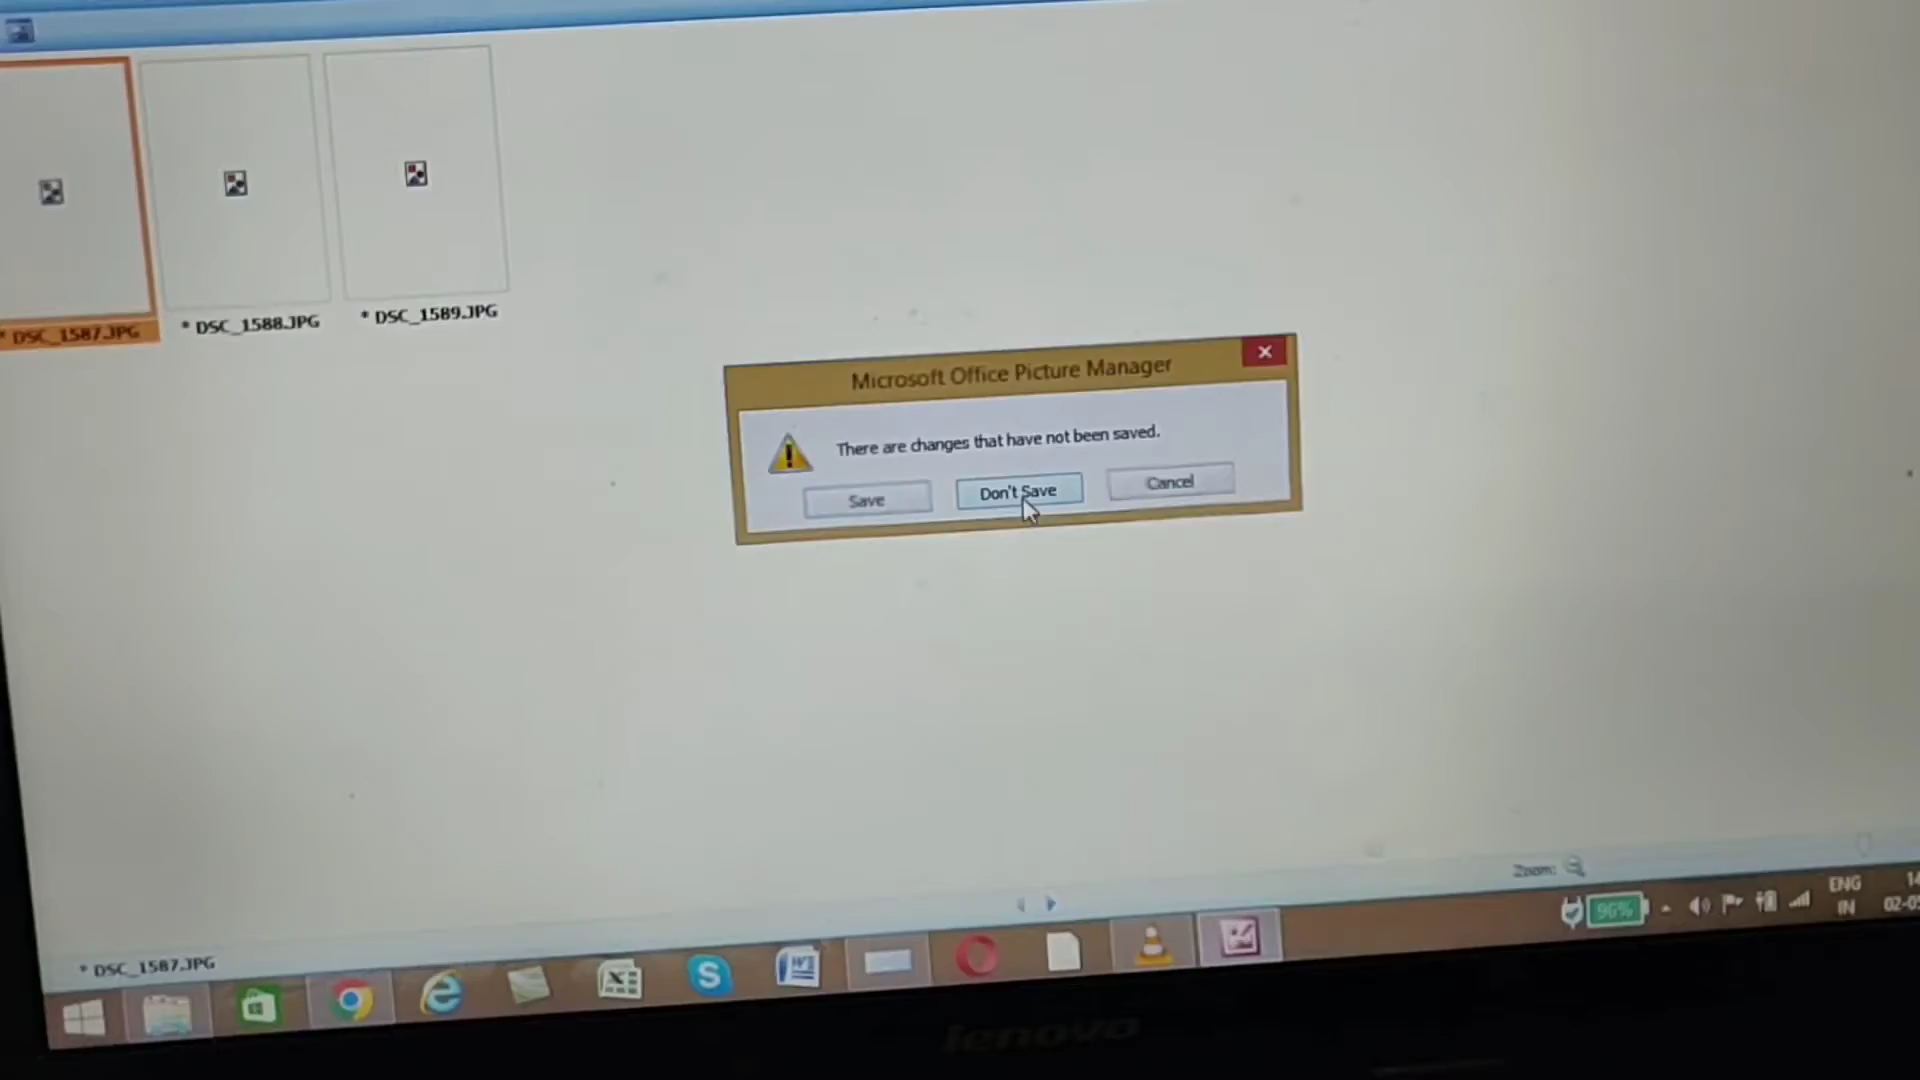 * DSC_1587.JPG
* DSC_1588.JPG
* DSC_1589.JPG
Microsoft Office Picture Manager
There are changes that have not been saved.
Save
Don't Save
Cancel
Zoom:
* DSC_1587.JPG
96%
ENG
IN
lenovo